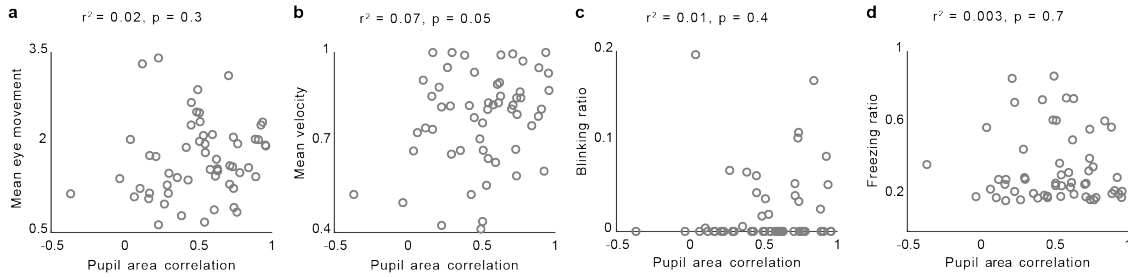 a
r² = 0.02, p = 0.3
3.5
2
0.5
Mean eye movement
-0.5
0
0.5
1
Pupil area correlation
b
r² = 0.07, p = 0.05
1
0.7
0.4
Mean velocity
-0.5
0
0.5
1
Pupil area correlation
c
r² = 0.01, p = 0.4
0.2
0.1
0
Blinking ratio
-0.5
0
0.5
1
Pupil area correlation
d
r² = 0.003, p = 0.7
1
0.6
0.2
Freezing ratio
-0.5
0
0.5
1
Pupil area correlation